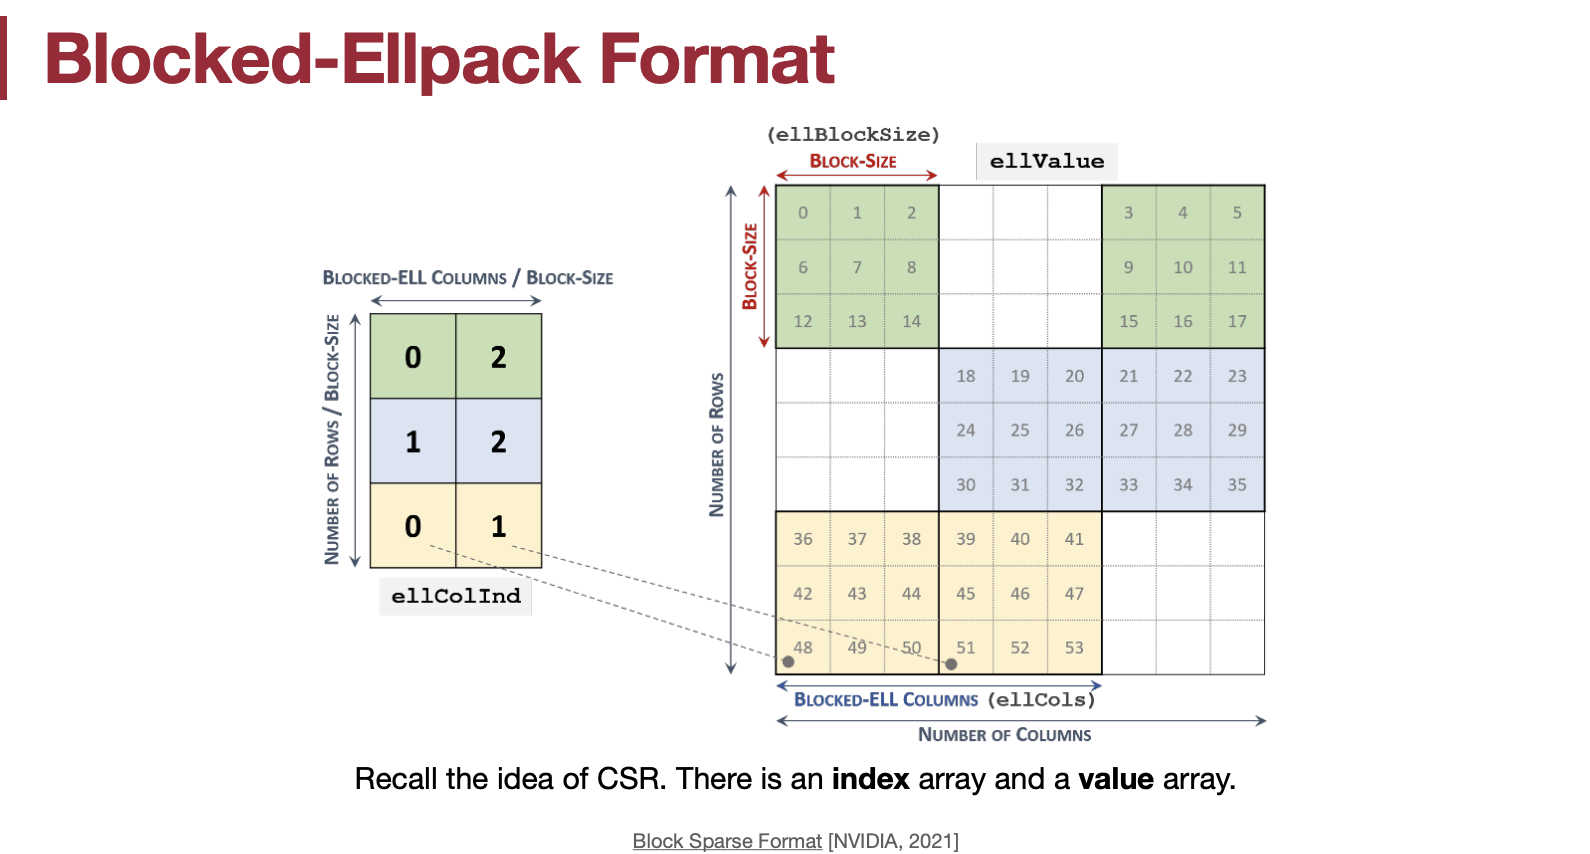 Blocked-Ellpack Format
(ellBlockSize)
BLOCK-SIZE
ellValue
BLOCK-SIZE
NUMBER OF ROWS
0 1 2 3 4 5
6 7 8 9 10 11
12 13 14 15 16 17
18 19 20 21 22 23
24 25 26 27 28 29
30 31 32 33 34 35
36 37 38 39 40 41
42 43 44 45 46 47
48 49 50 51 52 53
BLOCKED-ELL COLUMNS (ellCols)
NUMBER OF COLUMNS
BLOCKED-ELL COLUMNS / BLOCK-SIZE
NUMBER OF ROWS / BLOCK-SIZE
0 2
1 2
0 1
ellColInd
Recall the idea of CSR. There is an index array and a value array.
Block Sparse Format [NVIDIA, 2021]